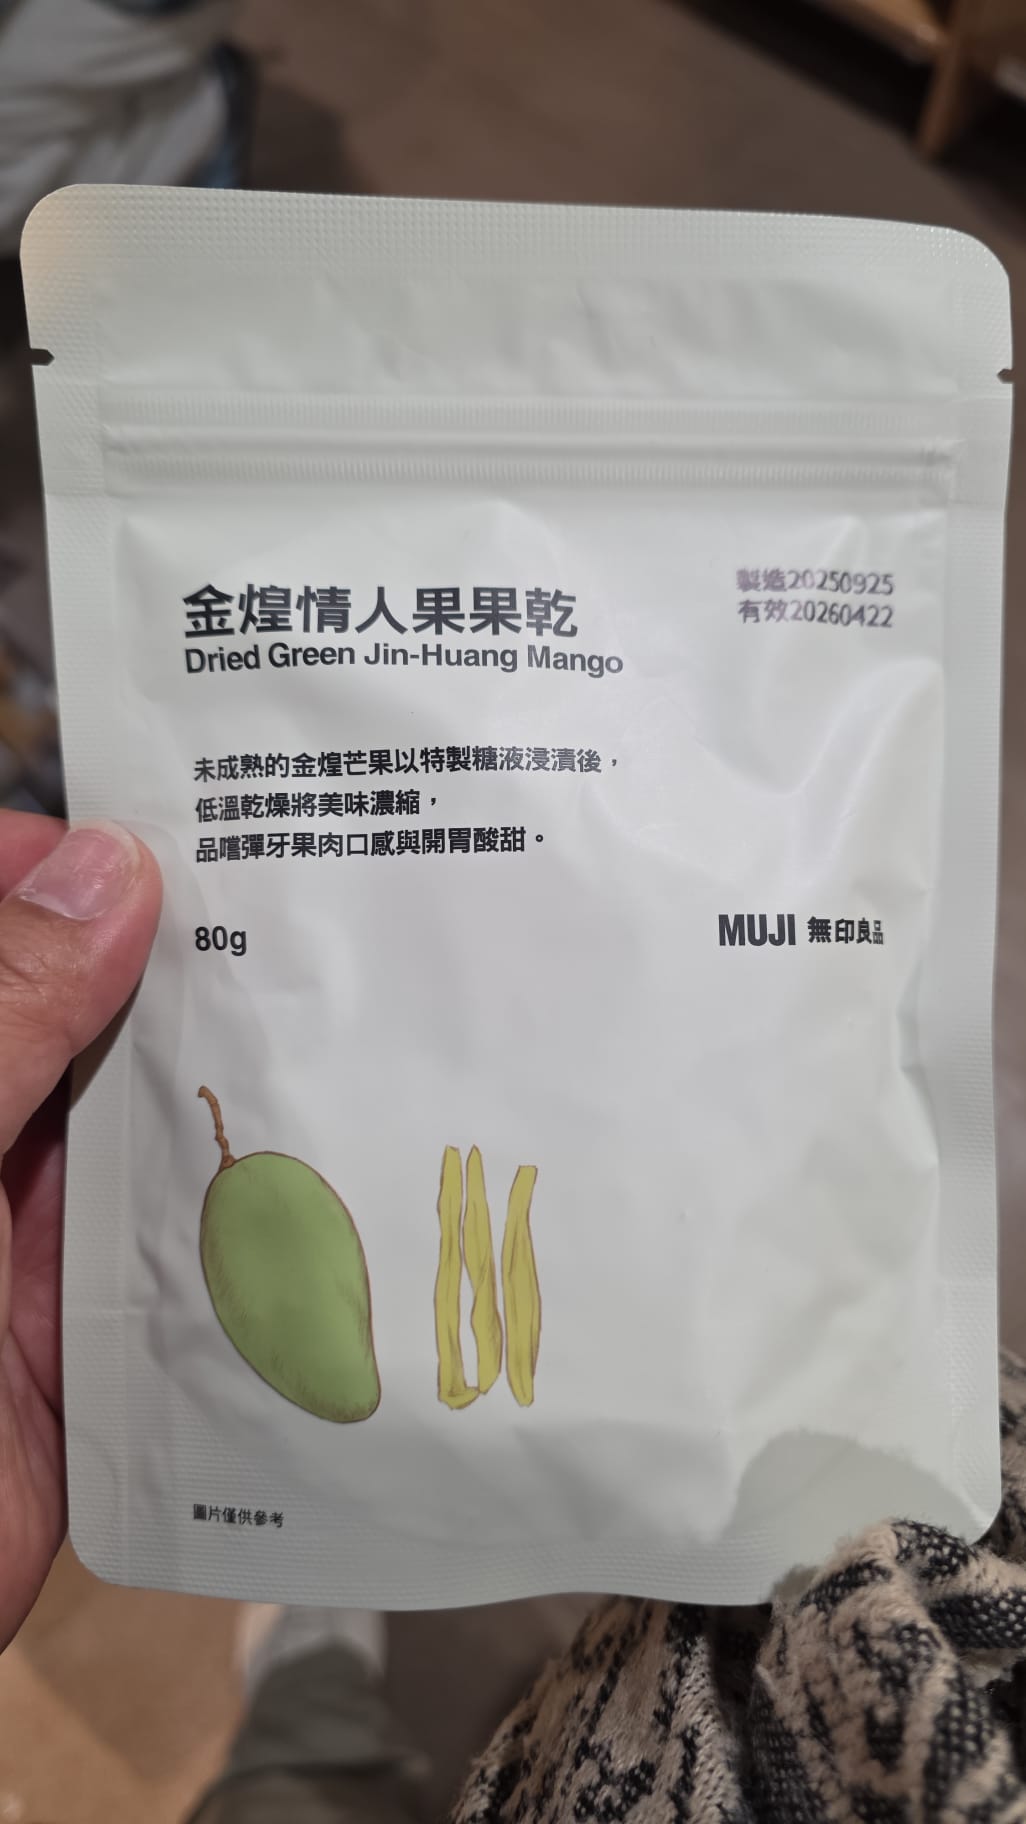 金煌情人果果乾
Dried Green Jin-Huang Mango
製造20250925
有效20260422
未成熟的金煌芒果以特製糖液浸漬後，
低溫乾燥將美味濃縮，
品嚐彈牙果肉口感與開胃酸甜。
80g
MUJI 無印良品
圖片僅供參考